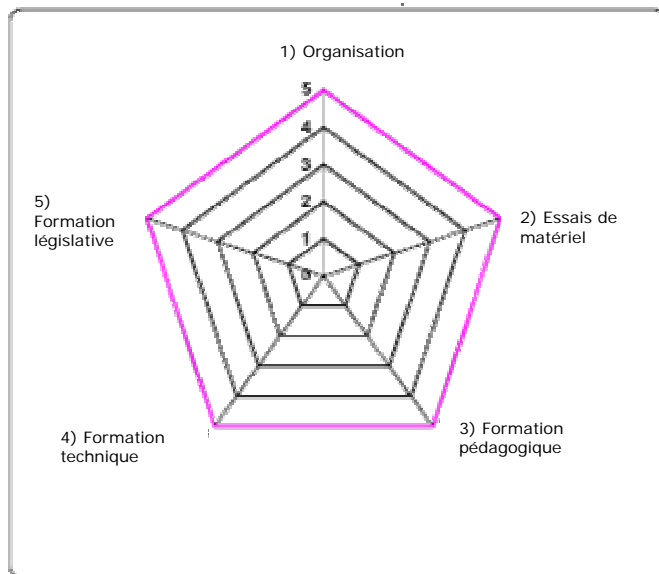 1) Organisation
5
4
3
2
1
0
5)
Formation
législative
2) Essais de
matériel
4) Formation
technique
3) Formation
pédagogique